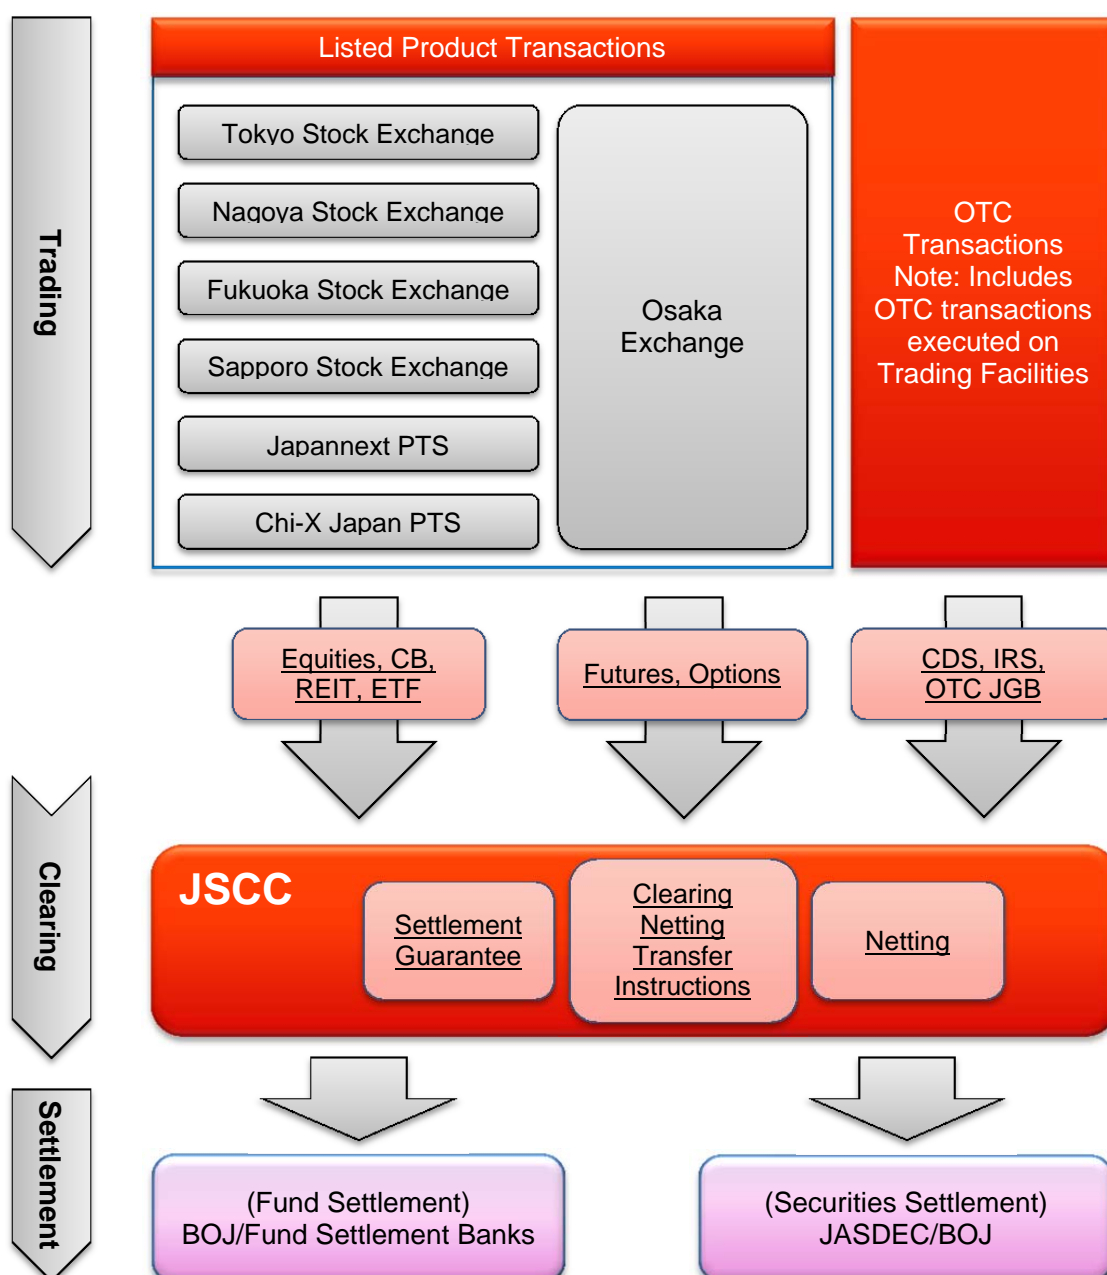 Listed Product Transactions
Trading
Tokyo Stock Exchange
Nagoya Stock Exchange
Fukuoka Stock Exchange
Sapporo Stock Exchange
Japannext PTS
Chi-X Japan PTS
Osaka
Exchange
OTC
Transactions
Note: Includes
OTC transactions
executed on
Trading Facilities
Equities, CB,
REIT, ETF
Futures, Options
CDS, IRS,
OTC JGB
Clearing
JSCC
Settlement
Guarantee
Clearing
Netting
Transfer
Instructions
Netting
Settlement
(Fund Settlement)
BOJ/Fund Settlement Banks
(Securities Settlement)
JASDEC/BOJ